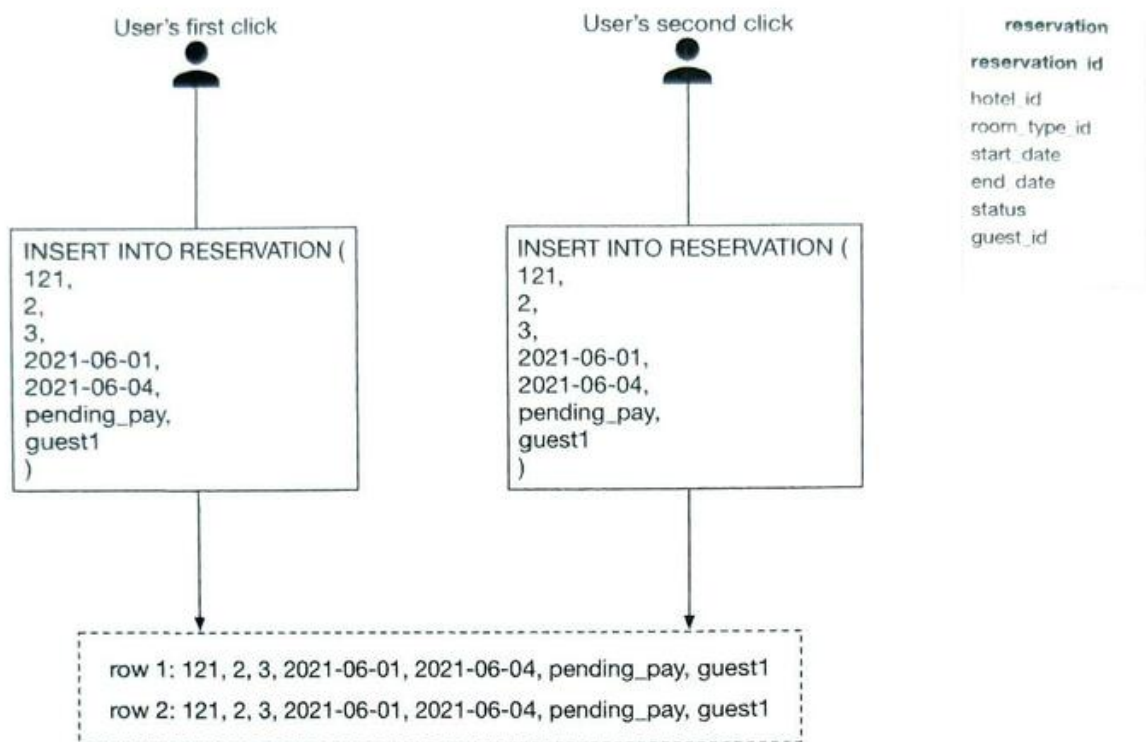 User's first click
User's second click
INSERT INTO RESERVATION (
121,
2,
3,
2021-06-01,
2021-06-04,
pending_pay,
guest1
)
INSERT INTO RESERVATION (
121,
2,
3,
2021-06-01,
2021-06-04,
pending_pay,
guest1
)
reservation
reservation_id
hotel_id
room_type_id
start_date
end_date
status
guest_id
row 1: 121, 2, 3, 2021-06-01, 2021-06-04, pending_pay, guest1
row 2: 121, 2, 3, 2021-06-01, 2021-06-04, pending_pay, guest1